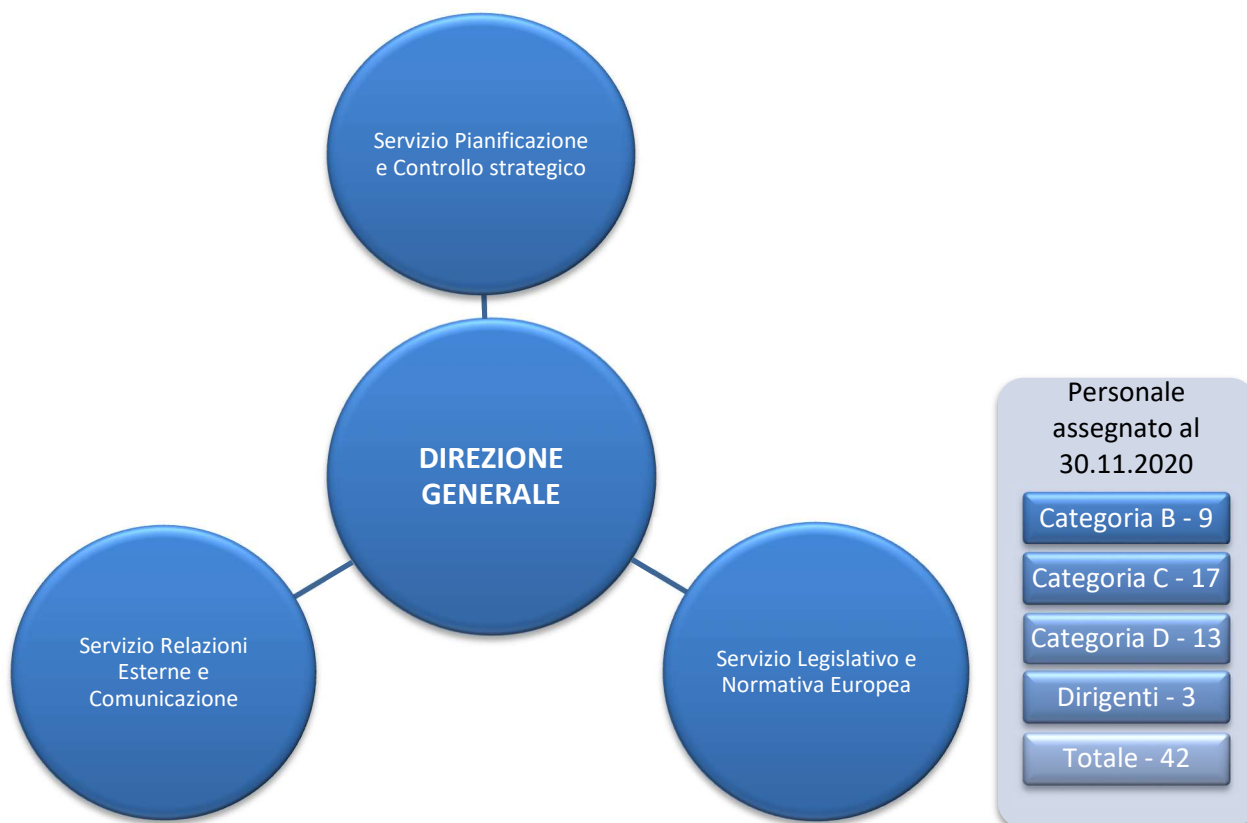 Servizio Pianificazione
e Controllo strategico
DIREZIONE
GENERALE
Servizio Relazioni
Esterne e
Comunicazione
Servizio Legislativo e
Normativa Europea
Personale
assegnato al
30.11.2020
Categoria B - 9
Categoria C - 17
Categoria D - 13
Dirigenti - 3
Totale - 42